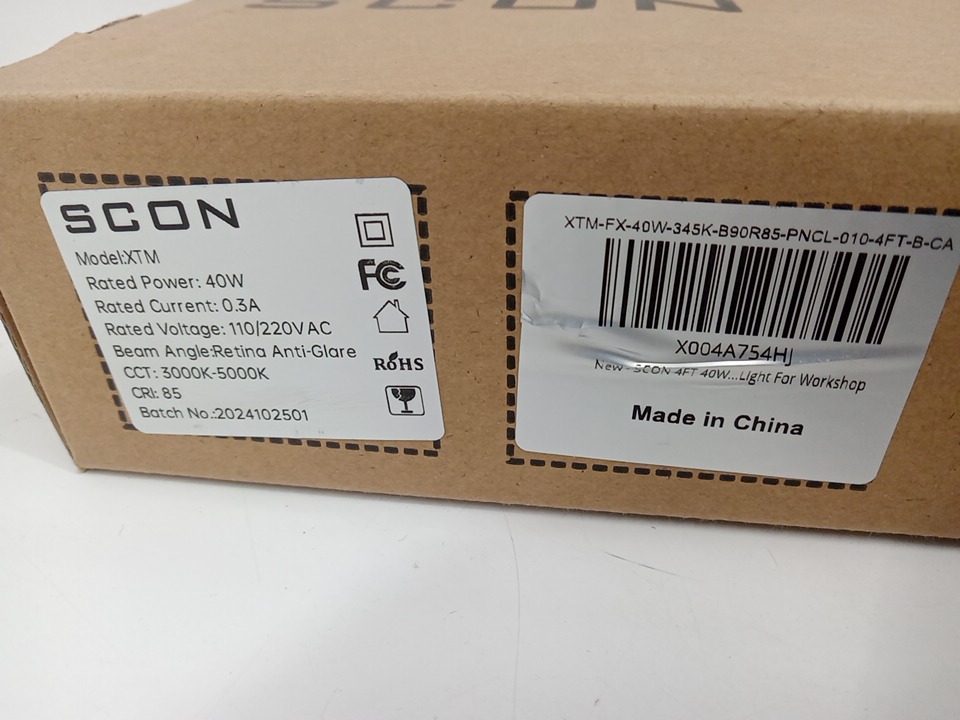 SCON
SCON
Model:XTM
Rated Power: 40W
Rated Current: 0.3A
Rated Voltage: 110|220V AC
Beam Angle:Retina Anti-Glare
CCT: 3000K-5000K
CRI: 85
Batch No.:2024102501
FC
RoHS
XTM-FX-40W-345K-B90R85-PNCL-010-4FT-B-CA
X004A754HJ
New - SCON 4FT 40W...Light For Workshop
Made in China